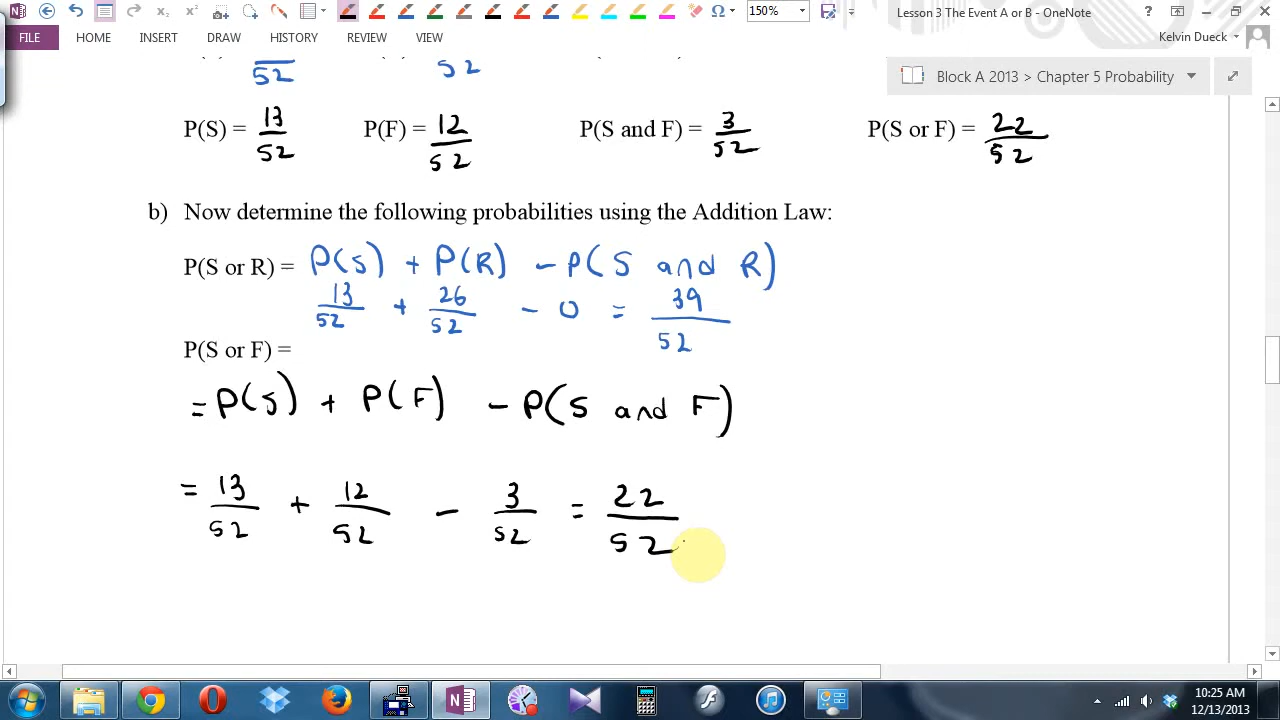 Lesson 3 The Event A or B - OneNote
150%
FILE HOME INSERT DRAW HISTORY REVIEW VIEW
Kelvin Dueck
Block A 2013 > Chapter 5 Probability
52 52
P(S) = 13/52 P(F) = 12/52 P(S and F) = 3/52 P(S or F) = 22/52
b) Now determine the following probabilities using the Addition Law:
P(S or R) = P(S) + P(R) - P(S and R)
13/52 + 26/52 - 0 = 39/52
P(S or F) =
= P(S) + P(F) - P(S and F)
= 13/52 + 12/52 - 3/52 = 22/52
10:25 AM
12/13/2013